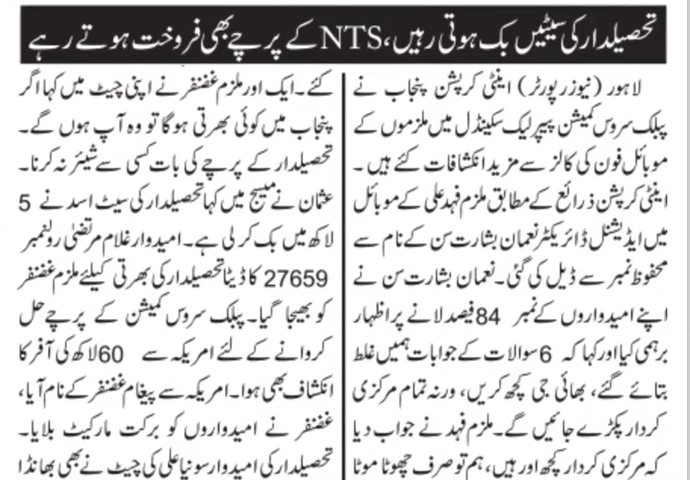 تحصیلدار کی سیٹیں بک ہوتی رہیں، NTS کے پرچے بھی فروخت ہوتے رہے
لاہور (نیوز رپورٹر) اینٹی کرپشن پنجاب نے
پبلک سروس کمیشن پیپر لیک سکینڈل میں ملزموں کے
موبائل فون کی کالز سے مزید انکشافات کئے ہیں۔
اینٹی کرپشن ذرائع کے مطابق ملزم فہد علی کے موبائل
میں ایڈیشنل ڈائریکٹر نعمان بشارت سن کے نام سے
محفوظ نمبر سے ڈیل کی گئی۔ نعمان بشارت سن نے
اپنے امیدواروں کے نمبر 84 فیصد لانے پر اظہار
برہمی کیا اور کہا کہ 6 سوالات کے جوابات ہمیں غلط
بتائے گئے، بھائی جی کچھ کریں، ورنہ تمام مرکزی
کردار پکڑے جائیں گے۔ ملزم فہد نے جواب دیا
کہ مرکزی کردار کچھ اور ہیں، ہم تو صرف چھوٹا موٹا
گئے۔ ایک اور ملزم غضنفر نے اپنی چیٹ میں کہا اگر
پنجاب میں کوئی بھرتی ہوگا تو وہ آپ ہوں گے۔
تحصیلدار کے پرچے کی بات کسی سے شیئر نہ کرنا۔
عثمان نے میسج میں کہا تحصیلدار کی سیٹ اسد نے 5
لاکھ میں بک کر لی ہے۔ امیدوار غلام مرتضیٰ رولنمبر
27659 کا ڈیٹا تحصیلدار کی بھرتی کیلئے ملزم غضنفر
کو بھیجا گیا۔ پبلک سروس کمیشن کے پرچے حل
کروانے کے لئے امریکہ سے 60 لاکھ کی آفر کا
انکشاف بھی ہوا۔ امریکہ سے پیغام غضنفر کے نام آیا،
غضنفر نے امیدواروں کو برکت مارکیٹ بلایا۔
تحصیلدار کی امیدوار سونیا علی کی چیٹ نے بھی بھانڈا